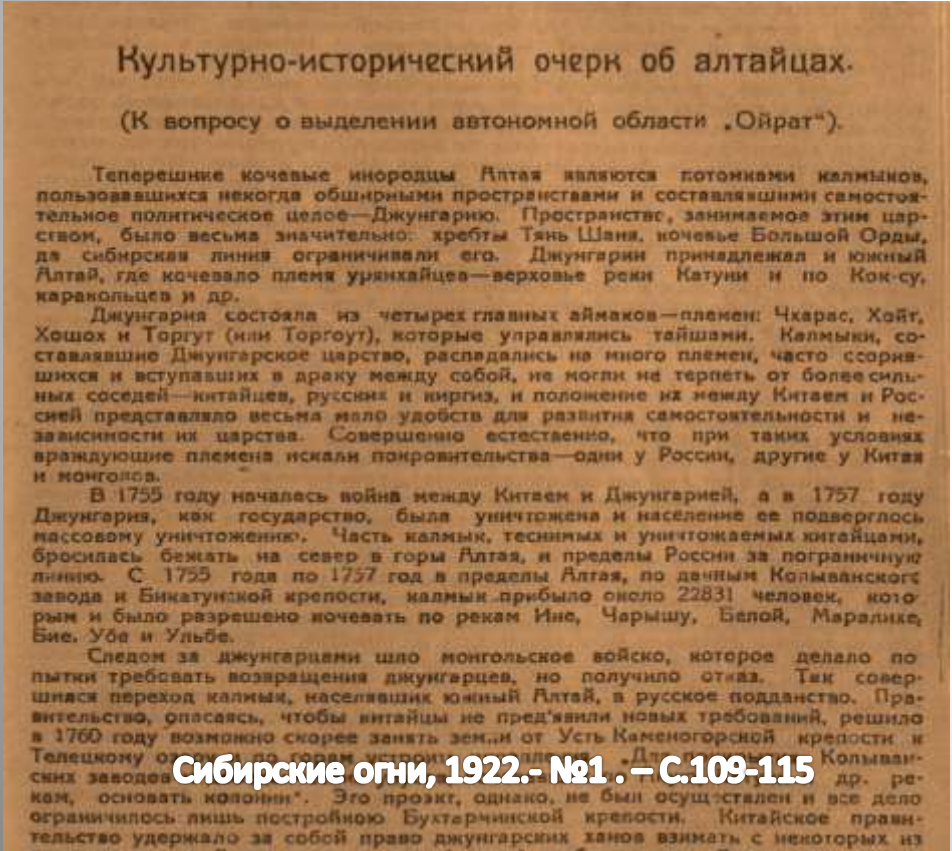 Культурно-исторический очерк об алтайцах.
(К вопросу о выделении автономной области „Ойрат“).
Теперешние кочевые инородцы Алтая являются потомками калмыков,
пользовавшихся некогда обширными пространствами и составлявшими самостоя-
тельное политическое целое—Джунгарию. Пространство, занимаемое этим цар-
ством, было весьма значительно: хребты Тянь Шаня, кочевье Большой Орды,
да сибирская линия ограничивали его. Джунгарии принадлежал и южный
Алтай, где кочевало племя урянхайцев—верховье реки Катуни и по Кок-су,
каракольцев и др.
Джунгария состояла из четырех главных аймаков—племен: Чхарас, Хойт,
Хошох и Торгут (или Торгоут), которые управлялись тайшами. Калмыки, со-
ставлявшие Джунгарское царство, распадались на много племен, часто ссорив-
шихся и вступавших в драку между собой, не могли не терпеть от более силь-
ных соседей—китайцев, русских и киргиз, и положение их между Китаем и Рос-
сией представляло весьма мало удобств для развития самостоятельности и не-
зависимости их царства. Совершенно естественно, что при таких условиях
враждующие племена искали покровительства—одни у России, другие у Китая
и монголов.
В 1755 году началась война между Китаем и Джунгарией, а в 1757 году
Джунгария, как государство, была уничтожена и население ее подверглось
массовому уничтожению. Часть калмык, теснимых и уничтожаемых китайцами,
бросилась бежать на север в горы Алтая, и пределы России за пограничную
линию. С 1755 года по 1757 год в пределы Алтая, по данным Колыванского
завода и Бикатунской крепости, калмык прибыло около 22831 человек, кото
рым и было разрешено кочевать по рекам Ине, Чарышу, Белой, Маралихе,
Бие, Убе и Ульбе.
Следом за джунгарцами шло монгольское войско, которое делало по
пытки требовать возвращения джунгарцев, но получило отказ. Так совер-
шился переход калмык, населявших южный Алтай, в русское подданство. Пра-
вительство, опасаясь, чтобы китайцы не пред'явили новых требований, решило
в 1760 году возможно скорее занять земли от Усть Каменогорской крепости к
Телецкому Колыван-
ских заводов др. ре-
кам, основать колонии“. Это проэкт, однако, не был осуществлен и все дело
ограничилось лишь постройкою Бухтарминской крепости. Китайское прави-
тельство удержало за собой право джунгарских ханов взимать с некоторых из
Сибирские огни, 1922.- №1 . – С.109-115